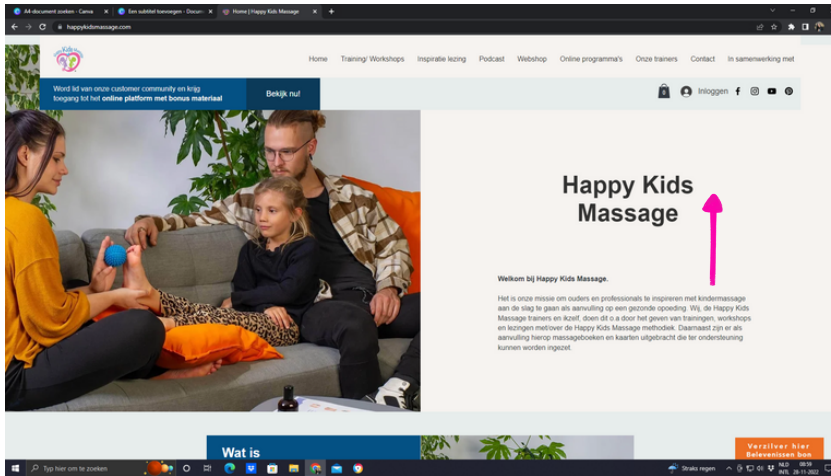 A4 document zoeken - Canva
Een subtitel toevoegen - Docum
Home | Happy Kids Massage
happykidsmassage.com
Home Training/ Workshops Inspiratie lezing Podcast Webshop Online programma's Onze trainers Contact In samenwerking met
Word lid van onze customer community en krijg
toegang tot het online platform met bonus materiaal
Bekijk nu!
Inloggen
Happy Kids
Massage
Welkom bij Happy Kids Massage.
Het is onze missie om ouders en professionals te inspireren met kindermassage
aan de slag te gaan als aanvulling op een gezonde opvoeding. Wij, de Happy Kids
Massage trainers en ikzelf, doen dit o.a door het geven van trainingen, workshops
en lezingen met/over de Happy Kids Massage methodiek. Daarnaast zijn er als
aanvulling hierop massageboeken en kaarten uitgebracht die ter ondersteuning
kunnen worden ingezet.
Wat is
Verzilver hier
Belevenissen bon
Typ hier om te zoeken
Straks regen
NLD 08:59
INTL 28-11-2022